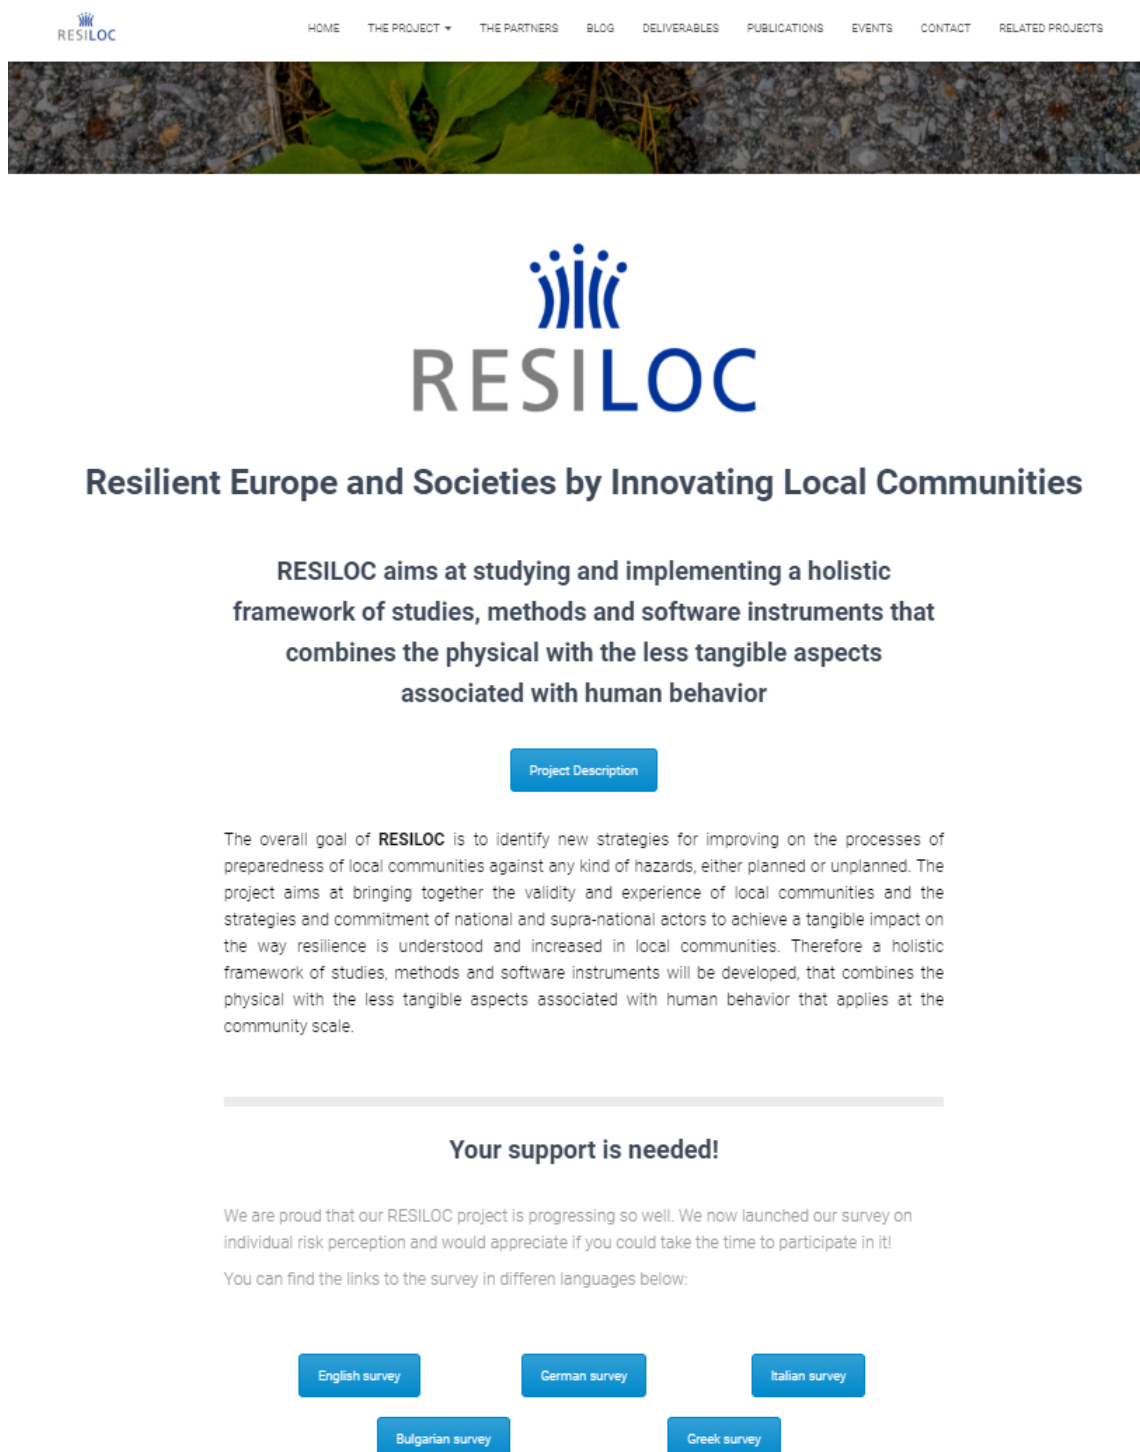 RESILOC
HOME THE PROJECT THE PARTNERS BLOG DELIVERABLES PUBLICATIONS EVENTS CONTACT RELATED PROJECTS
RESILOC
Resilient Europe and Societies by Innovating Local Communities
RESILOC aims at studying and implementing a holistic
framework of studies, methods and software instruments that
combines the physical with the less tangible aspects
associated with human behavior
Project Description
The overall goal of RESILOC is to identify new strategies for improving on the processes of
preparedness of local communities against any kind of hazards, either planned or unplanned. The
project aims at bringing together the validity and experience of local communities and the
strategies and commitment of national and supra-national actors to achieve a tangible impact on
the way resilience is understood and increased in local communities. Therefore a holistic
framework of studies, methods and software instruments will be developed, that combines the
physical with the less tangible aspects associated with human behavior that applies at the
community scale.
Your support is needed!
We are proud that our RESILOC project is progressing so well. We now launched our survey on
individual risk perception and would appreciate if you could take the time to participate in it!
You can find the links to the survey in differen languages below:
English survey German survey Italian survey
Bulgarian survey Greek survey